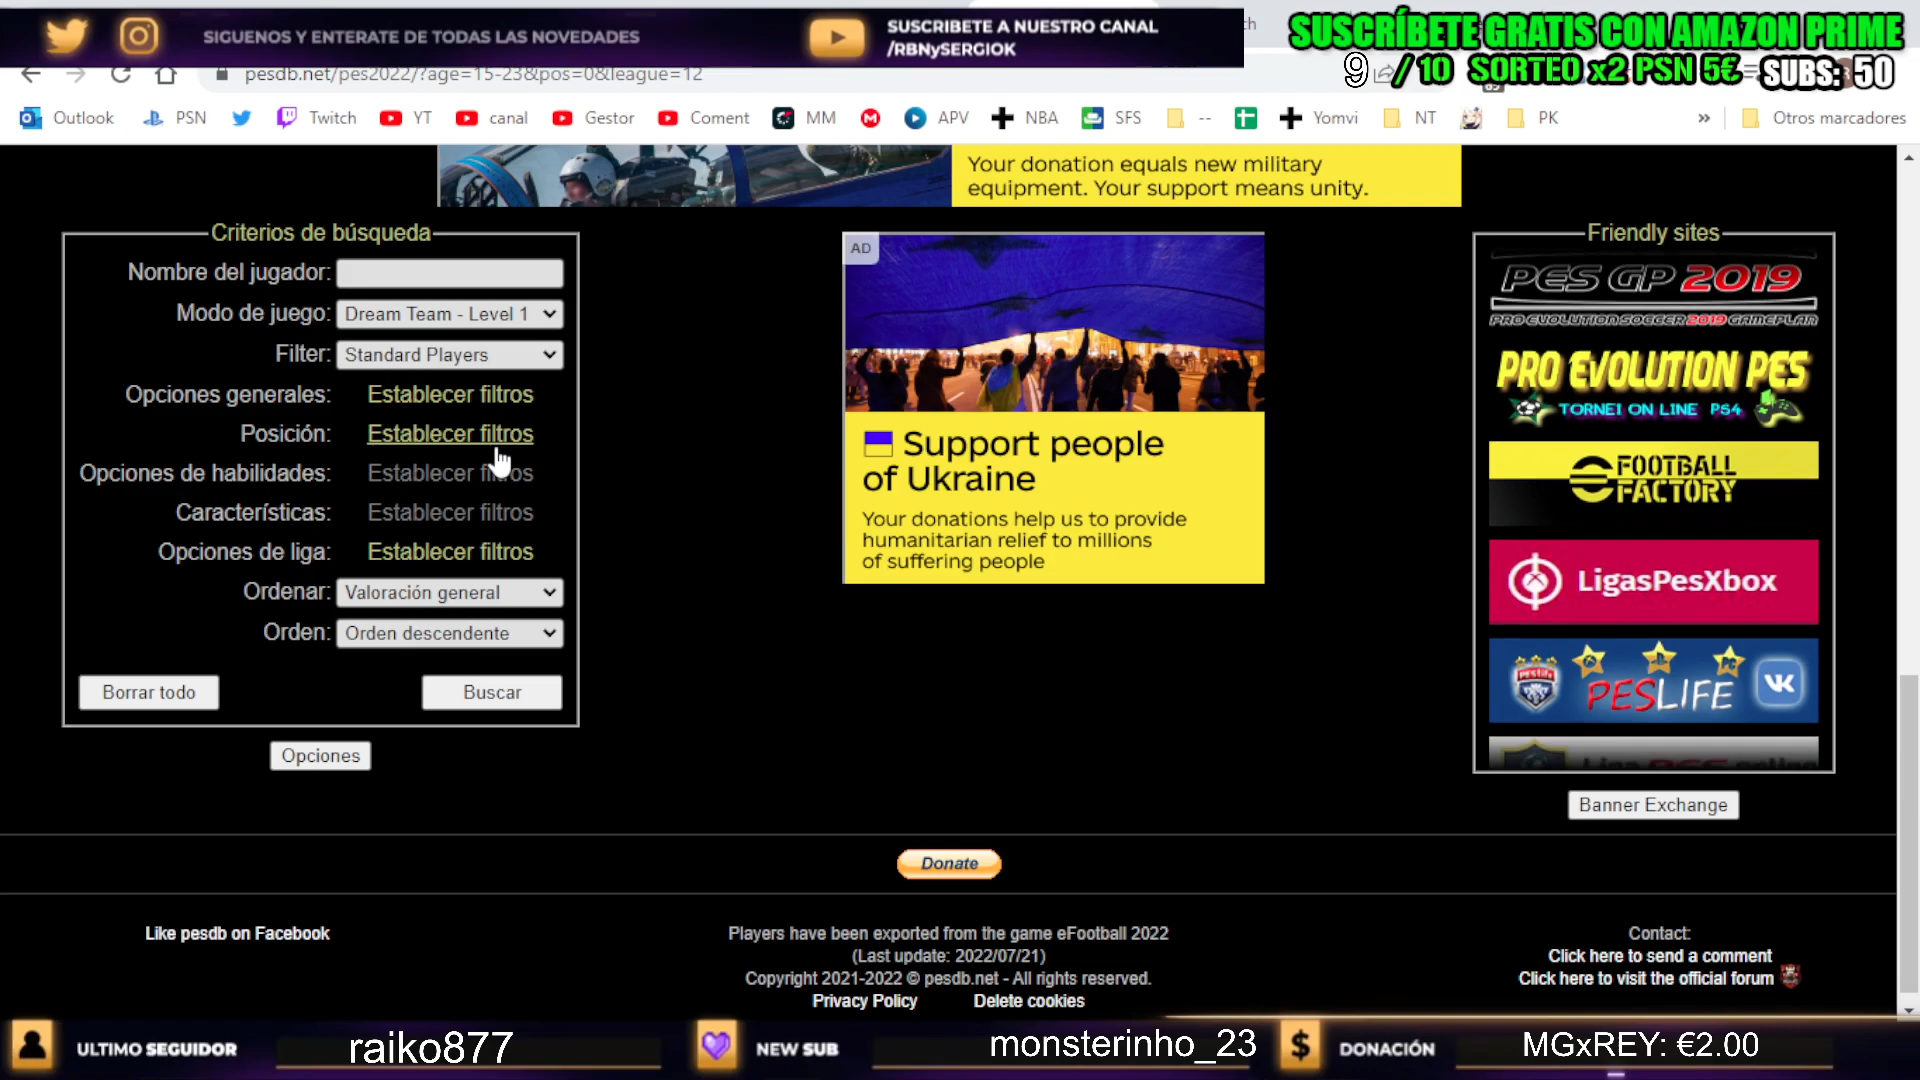 SIGUENOS Y ENTERATE DE TODAS LAS NOVEDADES
SUSCRIBETE A NUESTRO CANAL
/RBNySERGIOK
SUSCRÍBETE GRATIS CON AMAZON PRIME
9 / 10 SORTEO x2 PSN 5€ SUBS: 50
pesdb.net/pes2022/?age=15-23&pos=0&league=12
Outlook PSN Twitch YT canal Gestor Coment MM APV NBA SFS -- Yomvi NT PK » Otros marcadores
Your donation equals new military
equipment. Your support means unity.
Criterios de búsqueda
Nombre del jugador:
Modo de juego: Dream Team - Level 1
Filter: Standard Players
Opciones generales: Establecer filtros
Posición: Establecer filtros
Opciones de habilidades: Establecer filtros
Características: Establecer filtros
Opciones de liga: Establecer filtros
Ordenar: Valoración general
Orden: Orden descendente
Borrar todo Buscar
Opciones
AD
Support people
of Ukraine
Your donations help us to provide
humanitarian relief to millions
of suffering people
Friendly sites
PES GP 2019
PRO EVOLUTION SOCCER 2019 GAMEPLAN
PRO EVOLUTION PES
TORNEI ON LINE PS4
FOOTBALL
FACTORY
LigasPesXbox
PESLIFE
Banner Exchange
Donate
Like pesdb on Facebook
Players have been exported from the game eFootball 2022
(Last update: 2022/07/21)
Copyright 2021-2022 © pesdb.net - All rights reserved.
Privacy Policy Delete cookies
Contact:
Click here to send a comment
Click here to visit the official forum
ULTIMO SEGUIDOR raiko877 NEW SUB monsterinho_23 DONACIÓN MGxREY: €2.00